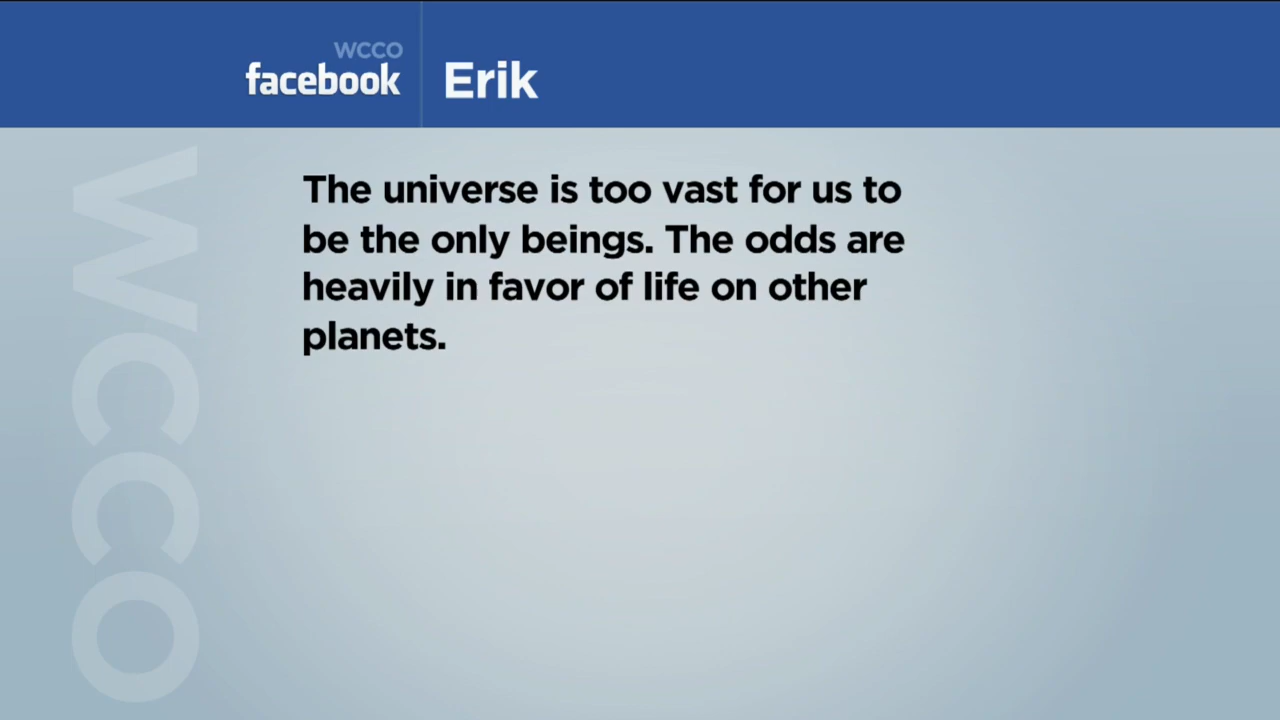 WCCO
facebook
Erik
The universe is too vast for us to
be the only beings. The odds are
heavily in favor of life on other
planets.
WCCO